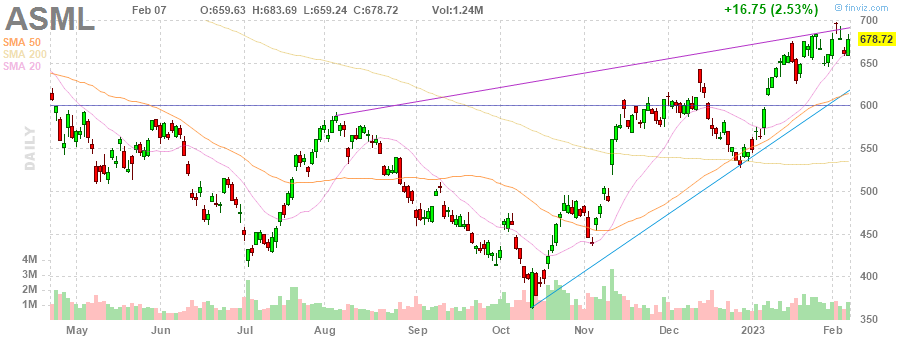 ASML
Feb 07 O:659.63 H:683.69 L:659.24 C:678.72 Vol:1.24M +16.75 (2.53%) © finviz.com
SMA 50
SMA 200
SMA 20
DAILY
700
678.72
650
600
550
500
450
400
350
4M
3M
2M
1M
May Jun Jul Aug Sep Oct Nov Dec 2023 Feb